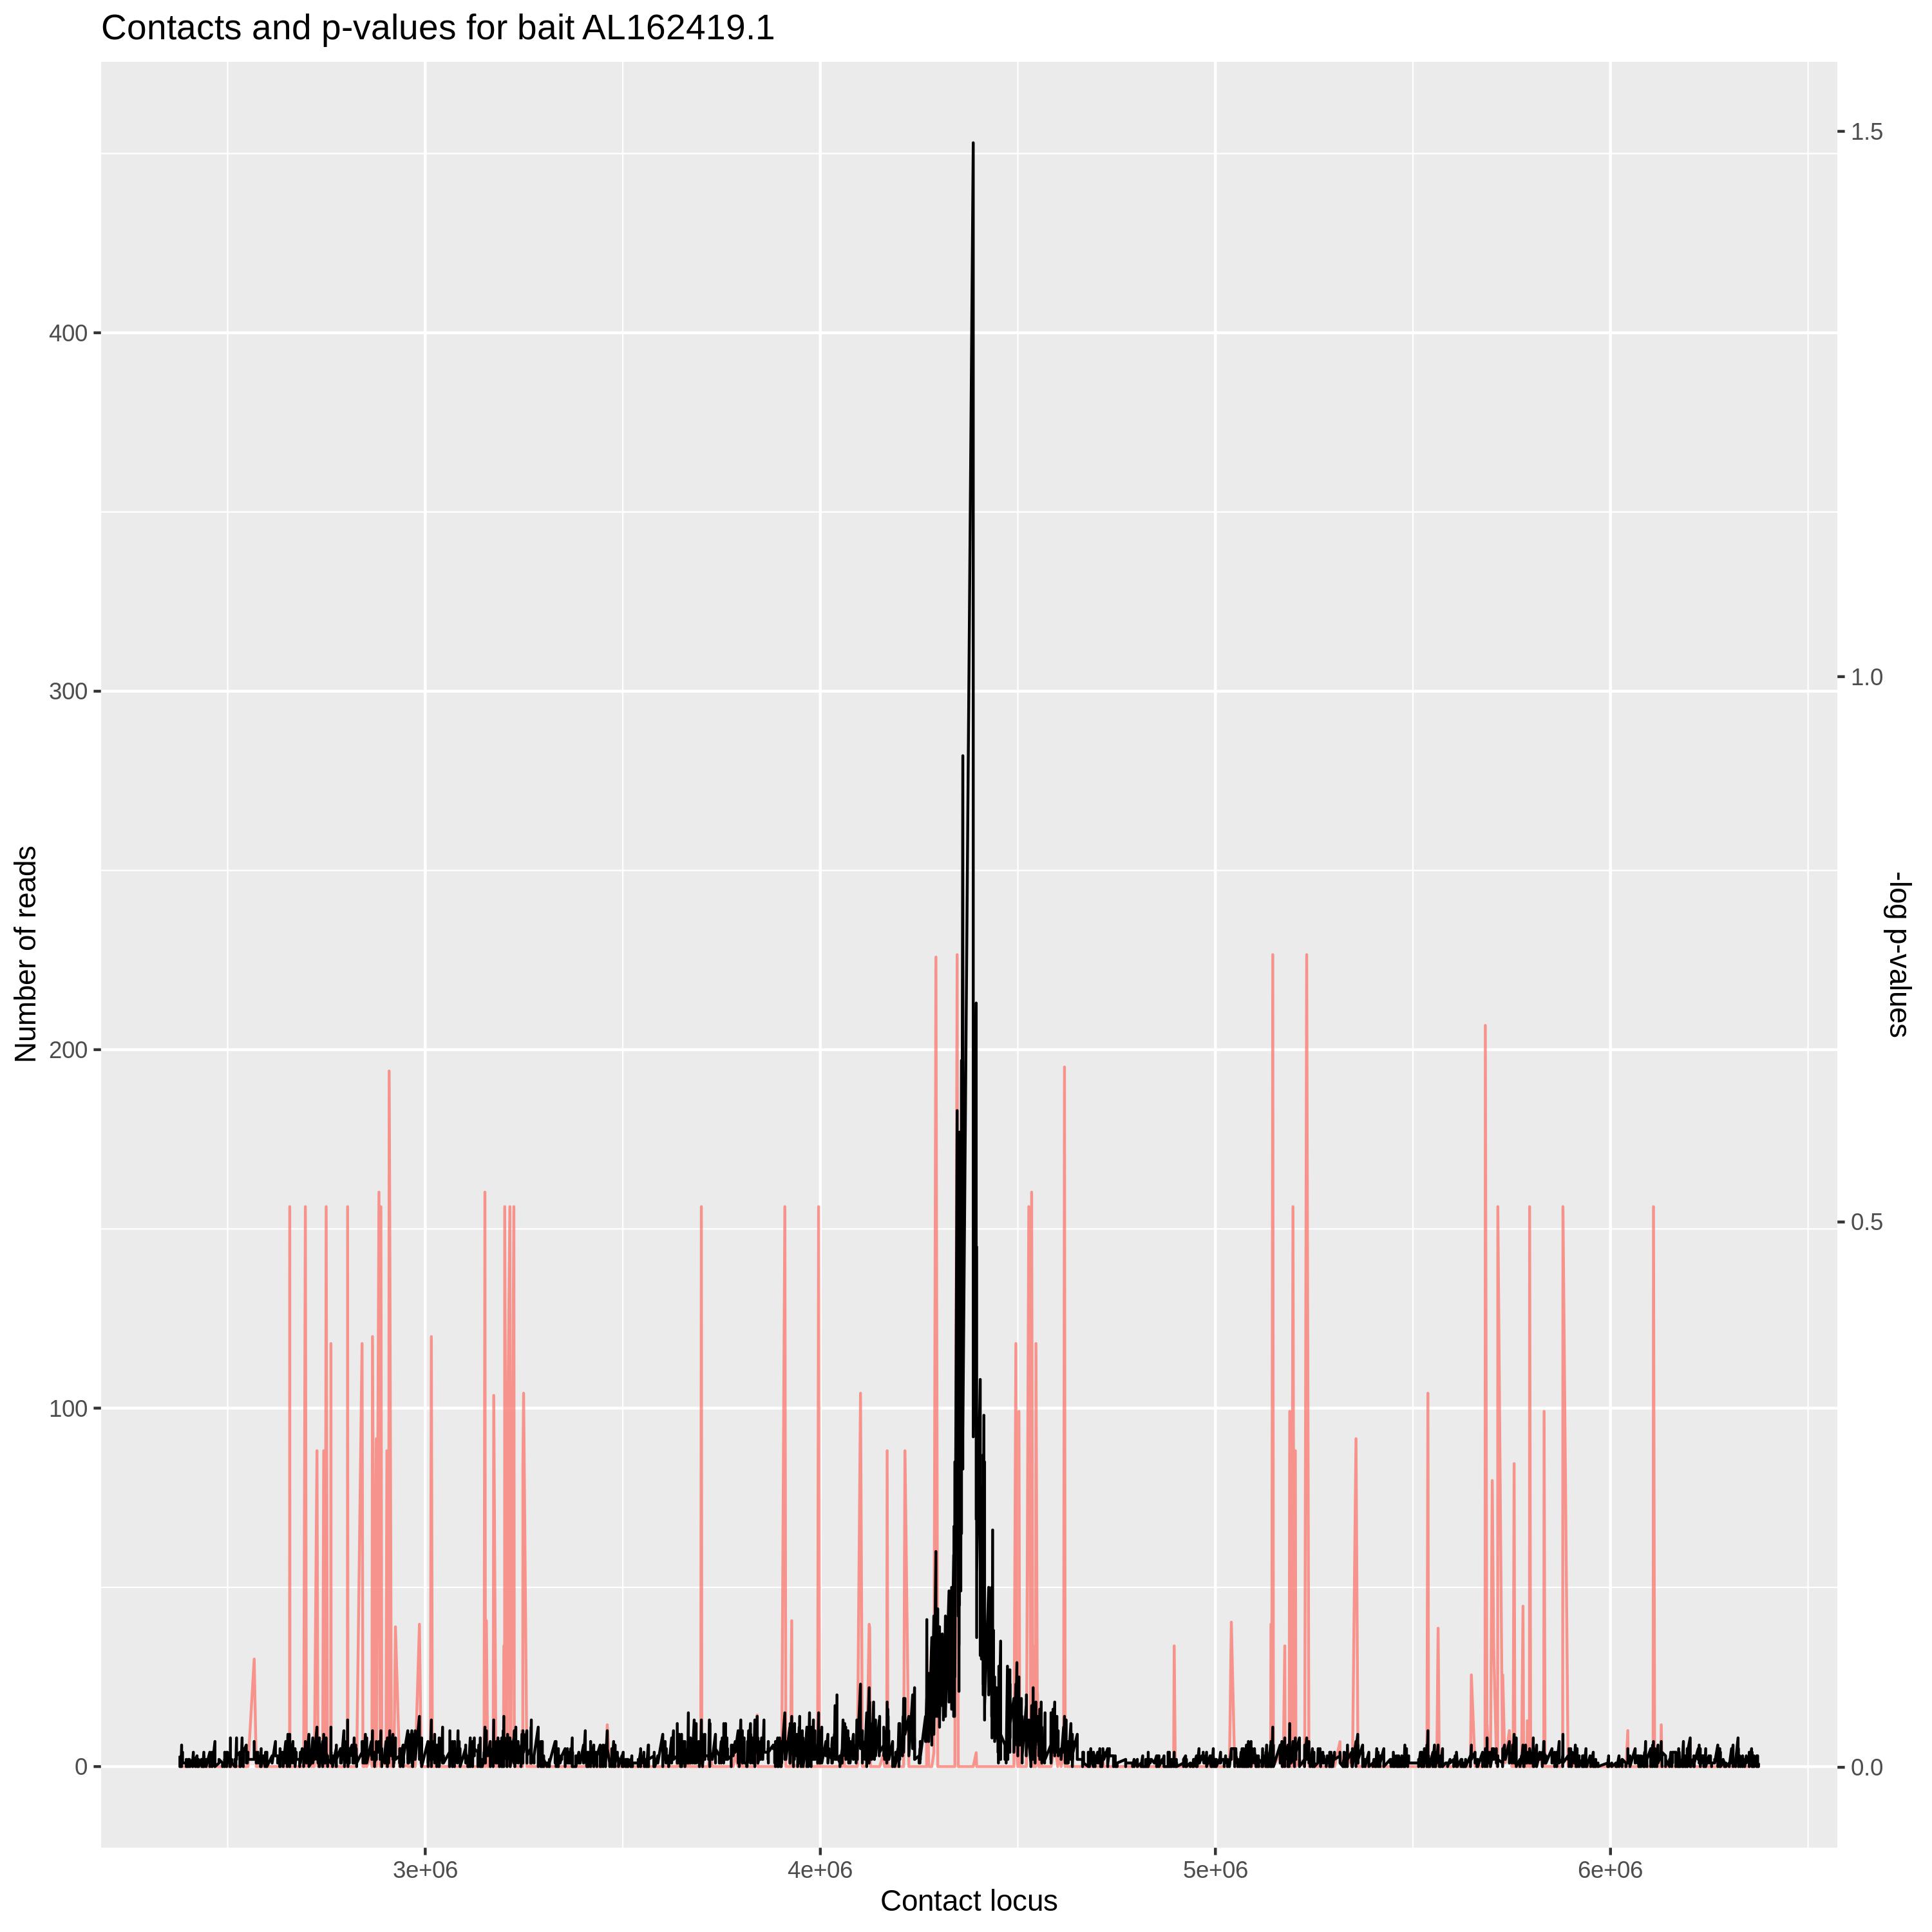 Contacts and p-values for bait AL162419.1
Number of reads
400
300
200
100
0
1.5
1.0
0.5
0.0
-log p-values
3e+06 4e+06 5e+06 6e+06
Contact locus